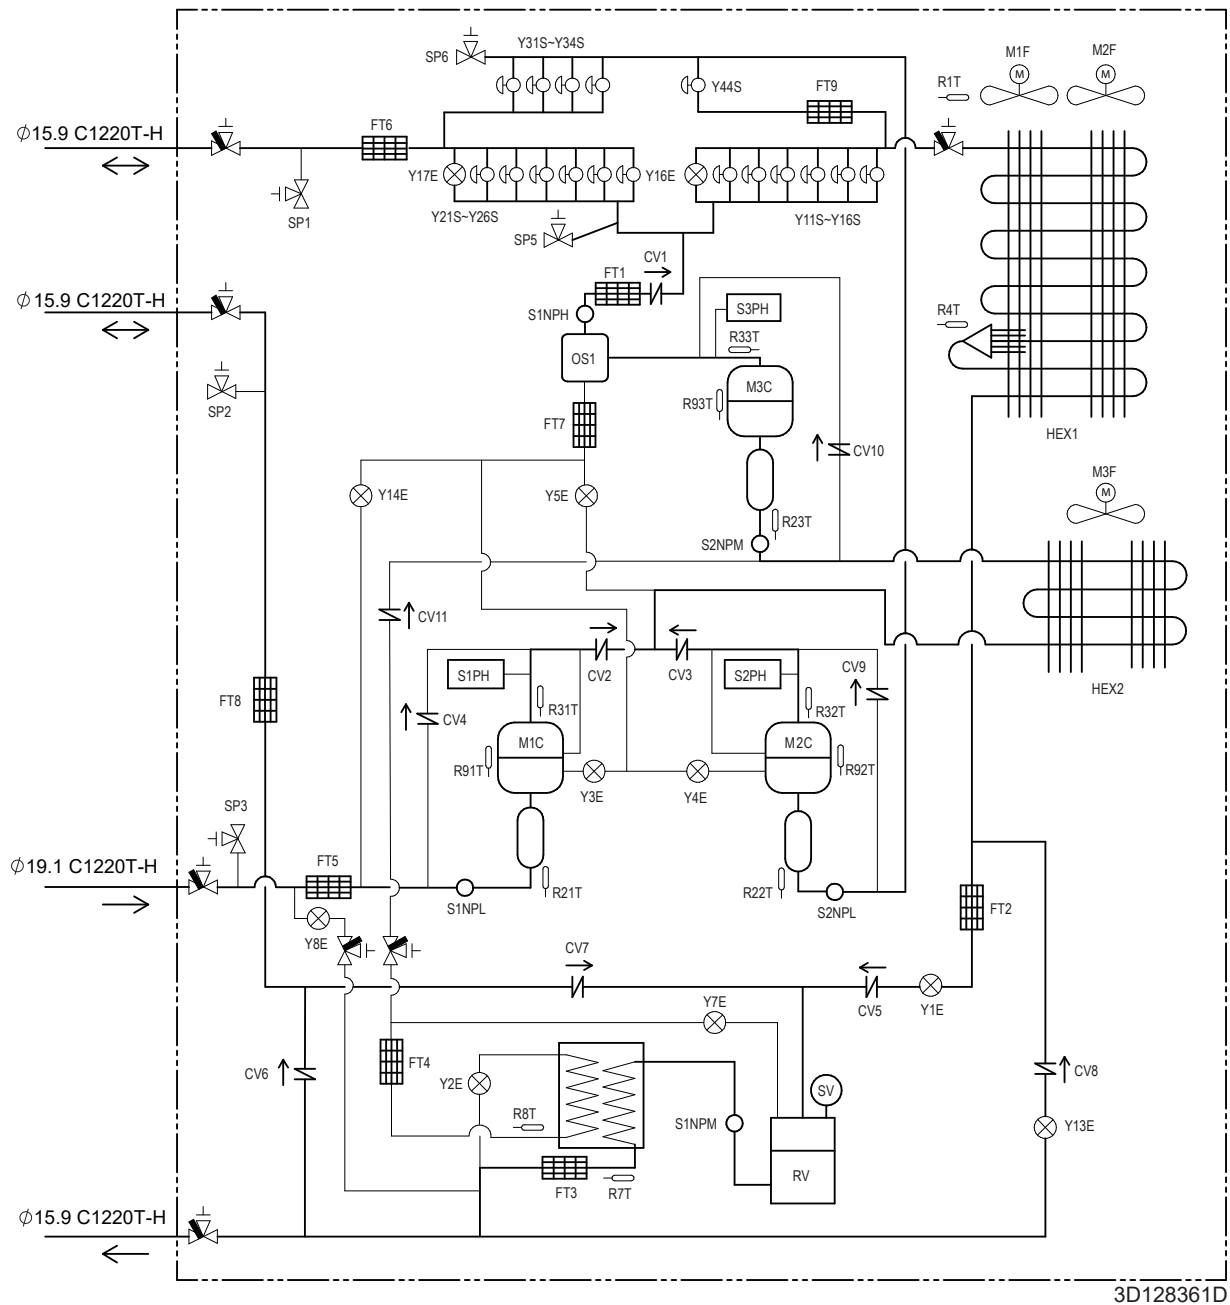 Y31S~Y34S
SP6
M1F
M2F
M
M
Y44S
FT9
R1T
∅15.9 C1220T-H
FT6
Y17E
Y16E
SP1
Y21S~Y26S
Y11S~Y16S
SP5
CV1
FT1
∅15.9 C1220T-H
S1NPH
S3PH
R4T
R33T
OS1
M3C
SP2
R93T
FT7
HEX1
CV10
M3F
M
Y14E
Y5E
R23T
S2NPM
CV11
S1PH
CV2
CV3
S2PH
CV9
HEX2
FT8
R31T
R32T
CV4
M1C
M2C
R91T
R92T
Y3E
Y4E
SP3
∅19.1 C1220T-H
FT5
R21T
R22T
S1NPL
S2NPL
FT2
Y8E
CV7
Y7E
CV5
Y1E
FT4
CV6
CV8
Y2E
SV
R8T
S1NPM
Y13E
RV
FT3
R7T
∅15.9 C1220T-H
3D128361D